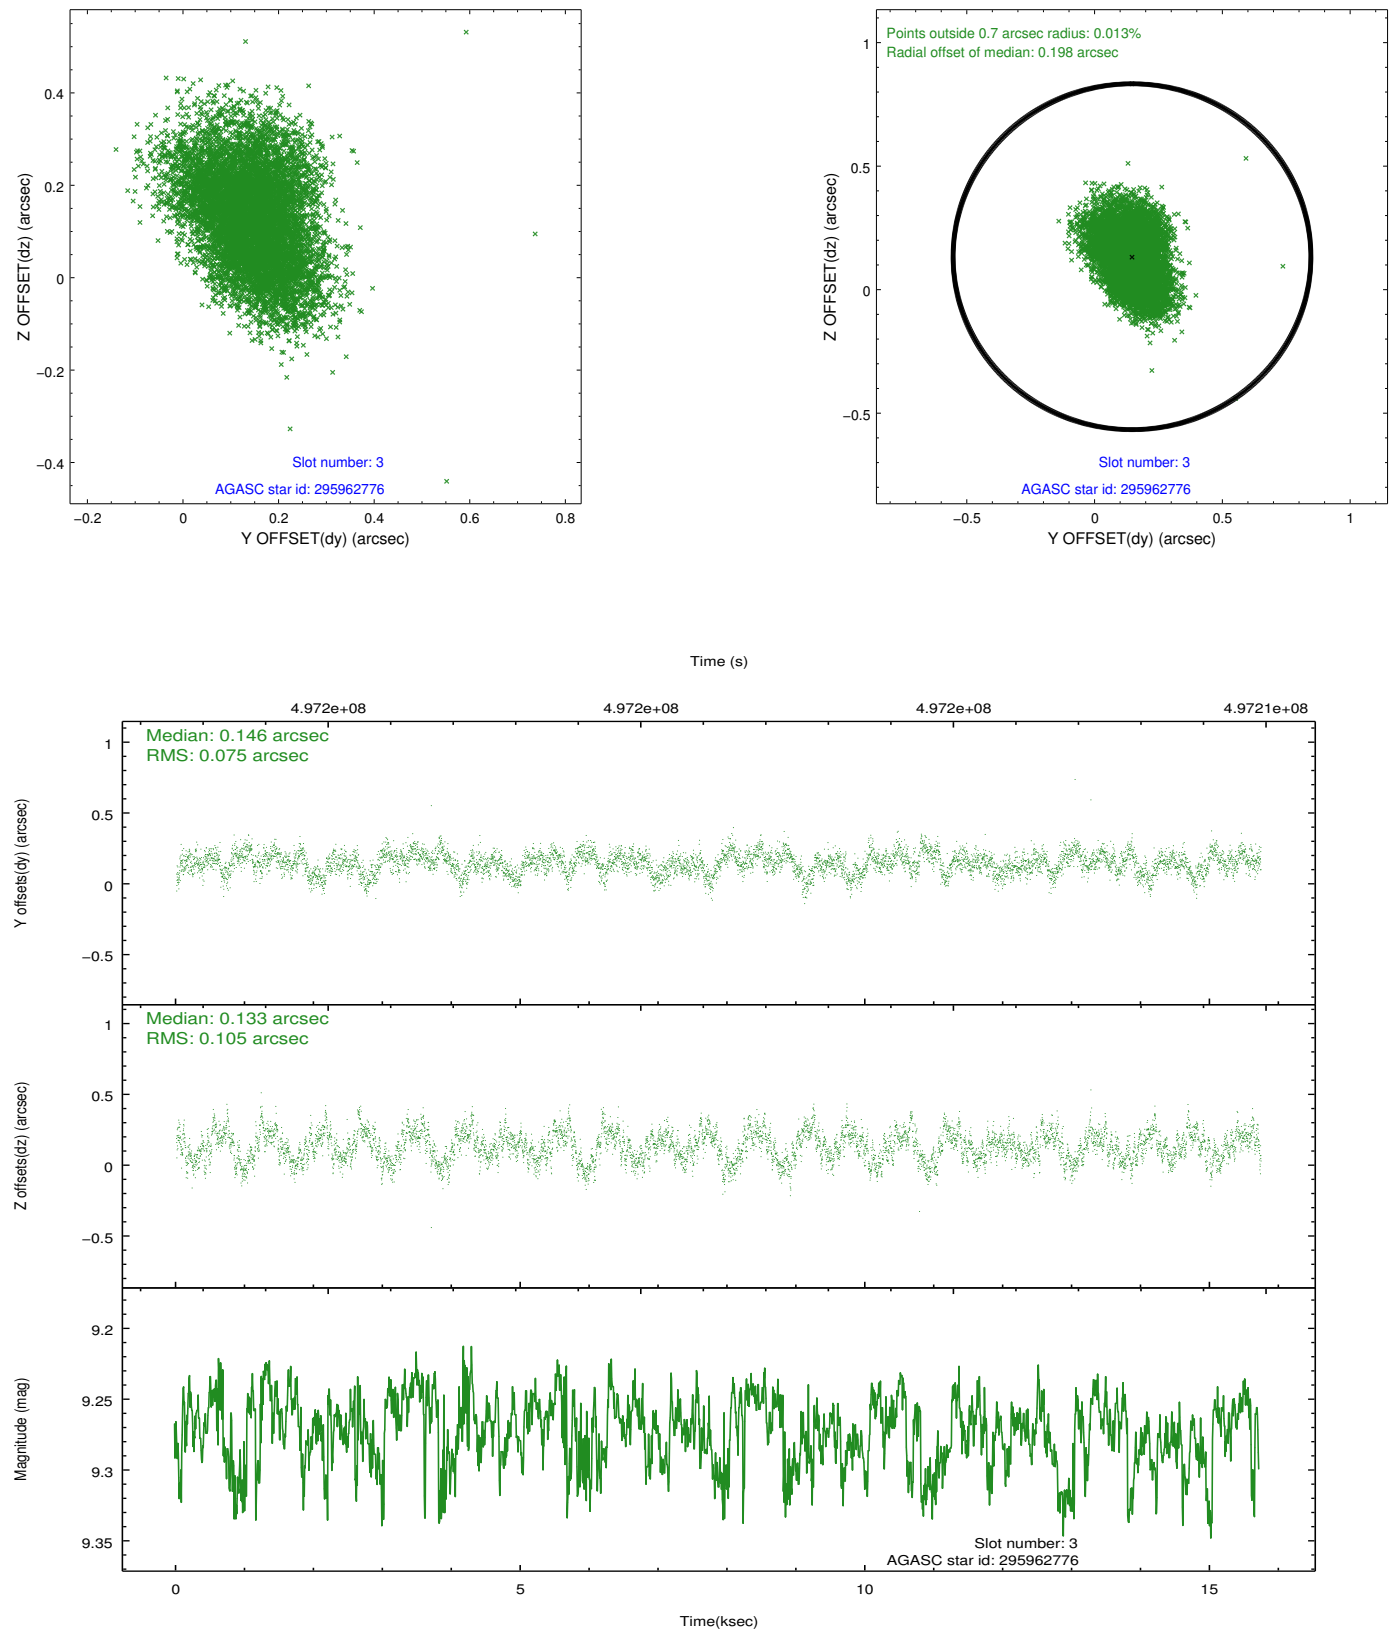 0.4
0.2
0
−0.2
−0.4
Z OFFSET(dz) (arcsec)
Slot number: 3
AGASC star id: 295962776
−0.2 0 0.2 0.4 0.6 0.8
Y OFFSET(dy) (arcsec)
Points outside 0.7 arcsec radius: 0.013%
Radial offset of median: 0.198 arcsec
1
0.5
0
−0.5
Z OFFSET(dz) (arcsec)
Slot number: 3
AGASC star id: 295962776
−0.5 0 0.5 1
Y OFFSET(dy) (arcsec)
Time (s)
4.972e+08 4.972e+08 4.972e+08 4.9721e+08
Median: 0.146 arcsec
RMS: 0.075 arcsec
1
0.5
0
−0.5
Y offsets(dy) (arcsec)
Median: 0.133 arcsec
RMS: 0.105 arcsec
1
0.5
0
−0.5
Z offsets(dz) (arcsec)
9.2
9.25
9.3
9.35
Magnitude (mag)
Slot number: 3
AGASC star id: 295962776
0 5 10 15
Time(ksec)